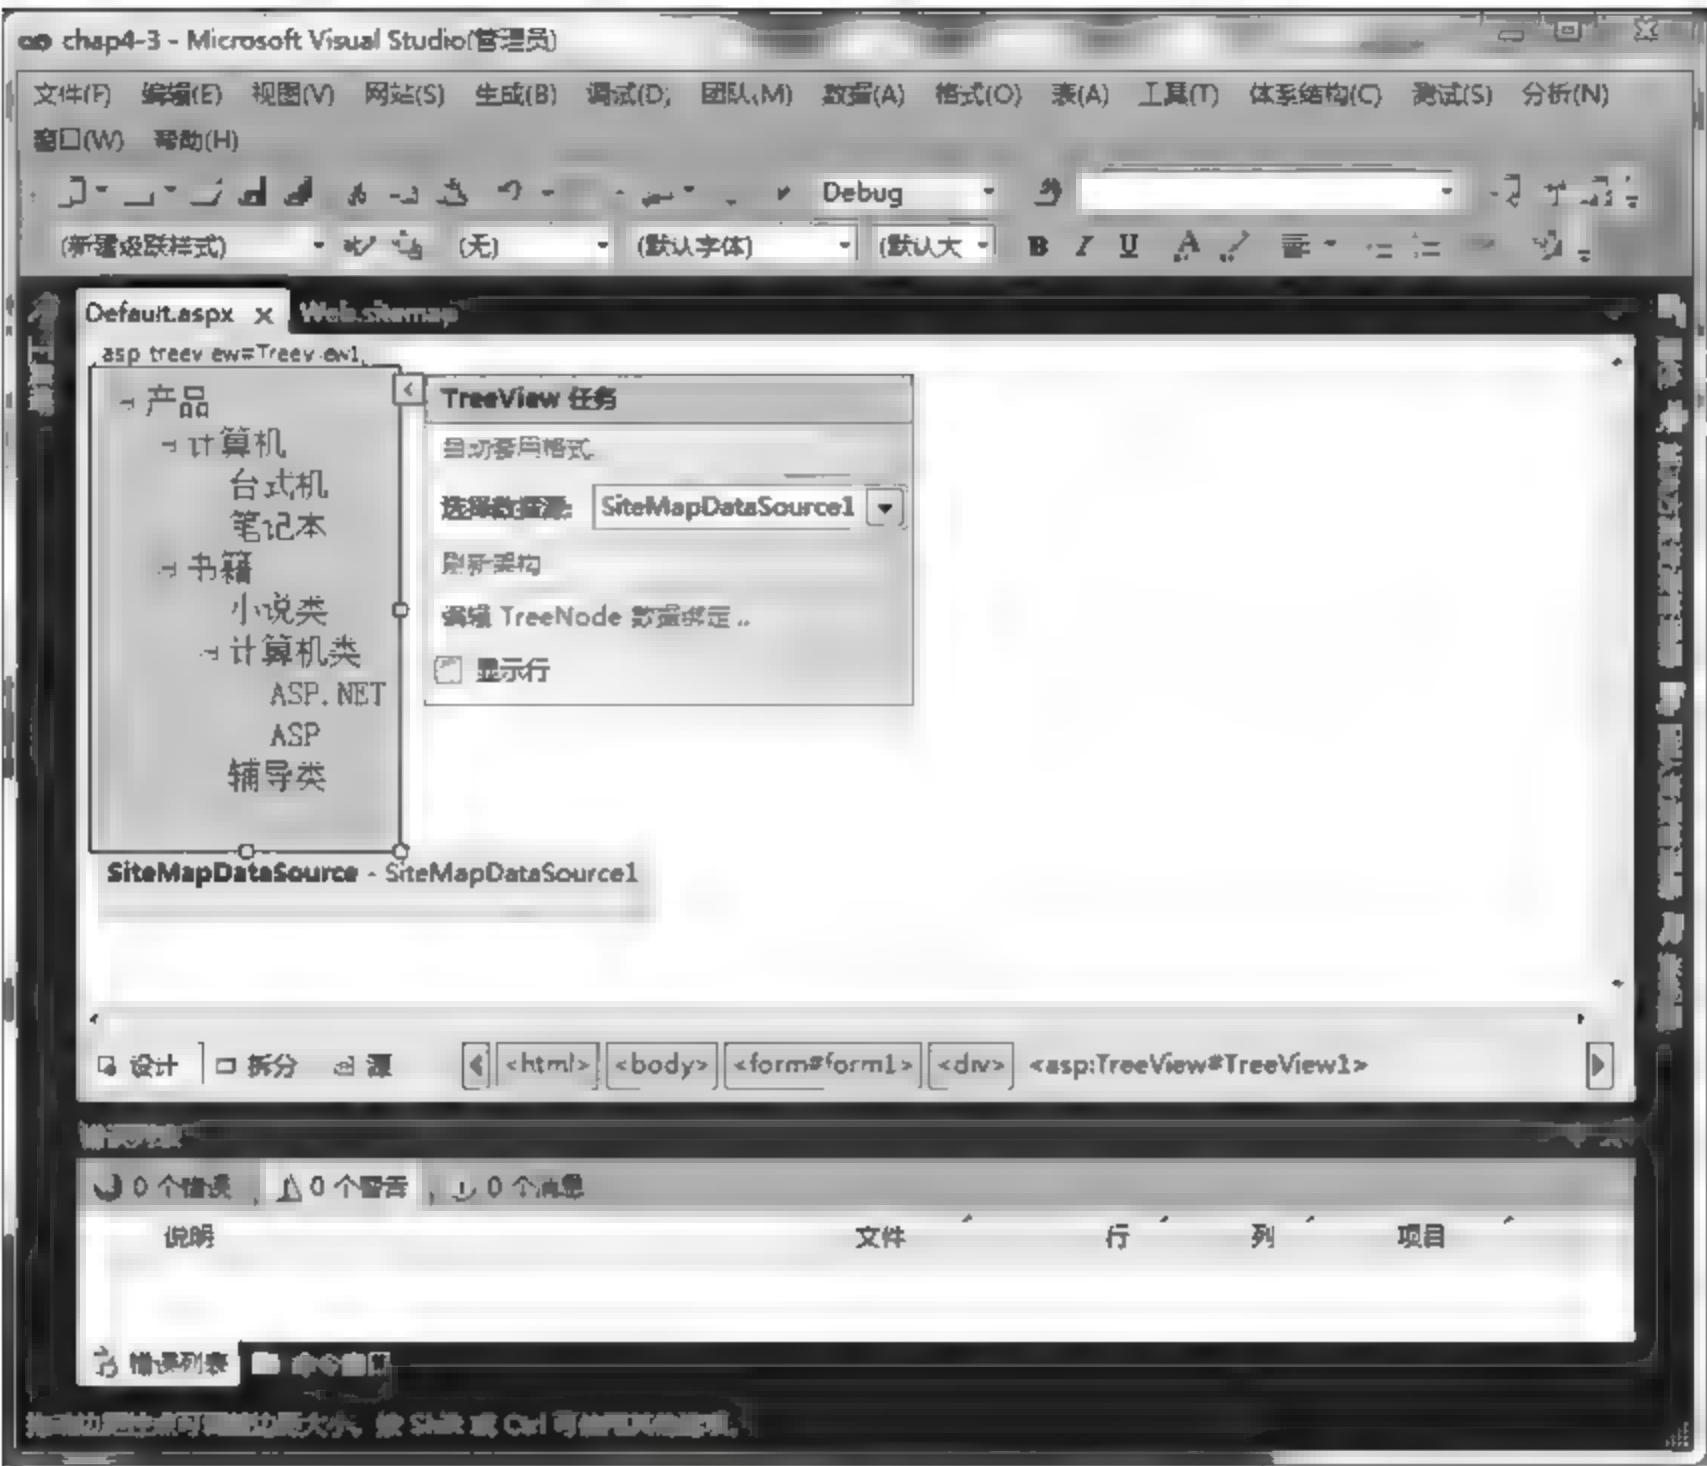 chap4-3 - Microsoft Visual Studio(管理员)
文件(F) 编辑(E) 视图(V) 网站(S) 生成(B) 调试(D) 团队(M) 数据(A) 格式(O) 表(A) 工具(T) 体系结构(C) 测试(S) 分析(N)
窗口(W) 帮助(H)
Debug
(新建级联样式) (无) (默认字体) (默认大 B I U A
Default.aspx x Web.sitemap
asp:treeview#TreeView1
产品
计算机
台式机
笔记本
书籍
小说类
计算机类
ASP.NET
ASP
辅导类
TreeView 任务
自动套用格式
选择数据源: SiteMapDataSource1
刷新架构
编辑 TreeNode 数据绑定..
显示行
SiteMapDataSource - SiteMapDataSource1
设计 拆分 源 <html> <body> <form#form1> <div> <asp:TreeView#TreeView1>
0 个错误 0 个警告 0 个消息
说明 文件 行 列 项目
错误列表